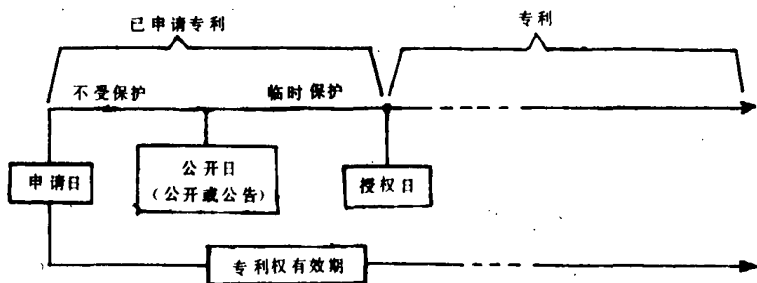 已申请专利
专利
不受保护
临时保护
申请日
公开日
(公开或公告)
授权日
专利权有效期